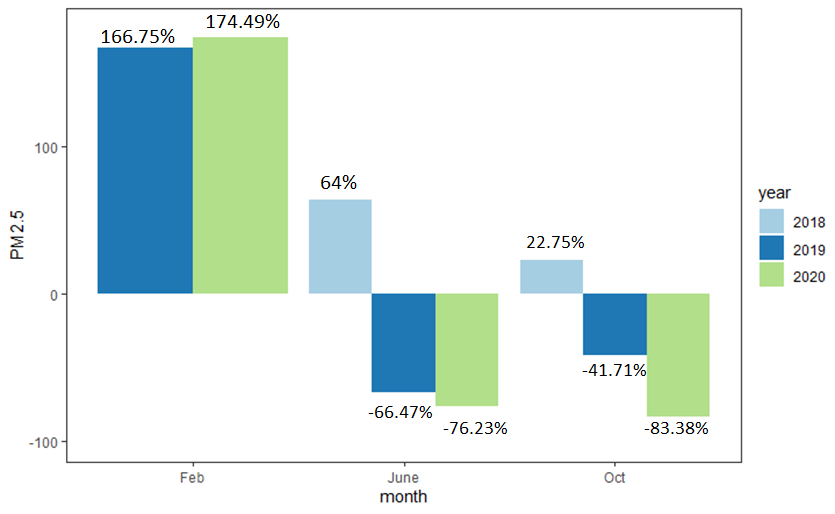 174.49%
166.75%
100
64%
year
PM2.5
22.75%
2018
2019
2020
0
-41.71%
-66.47%
-76.23%
-83.38%
-100
Feb
June
Oct
month